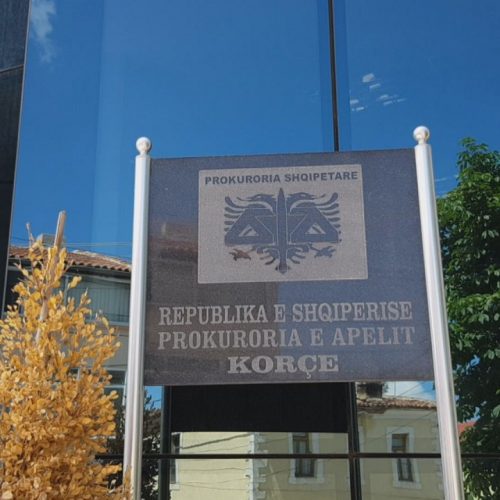 PROKURORIA SHQIPETARE
REPUBLIKA E SHQIPERISE
PROKURORIA E APELIT
KORÇE